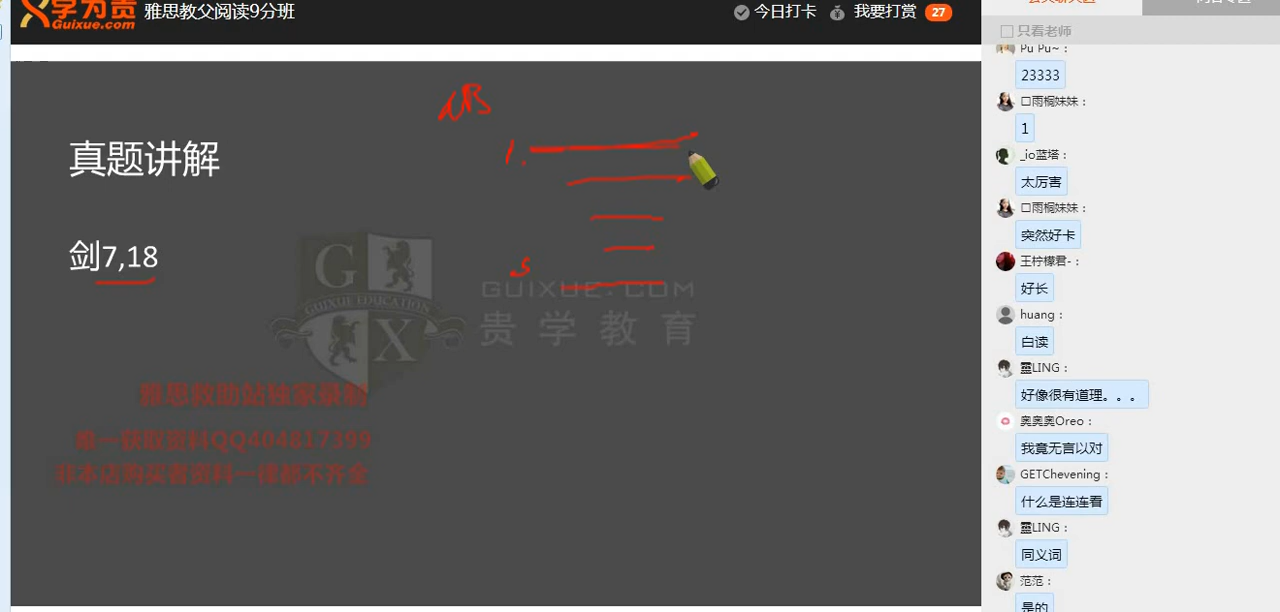 学为贵
Guixue.com
雅思教父阅读9分班
今日打卡
我要打赏
27
只看老师
真题讲解
剑7,18
1.
GUIXUE EDUCATION
G
X
GUIXUE.COM
贵学教育
雅思救助站独家录制
唯一获取资料QQ404817399
非本店购买者资料一律都不齐全
Pu Pu~：
23333
雨桐妹妹：
1
_io蓝塔：
太厉害
雨桐妹妹：
突然好卡
王柠檬君-：
好长
huang：
白读
靈LING：
好像很有道理。。。
奥奥奥Oreo：
我竟无言以对
GETChevening：
什么是连连看
靈LING：
同义词
范范：
是的